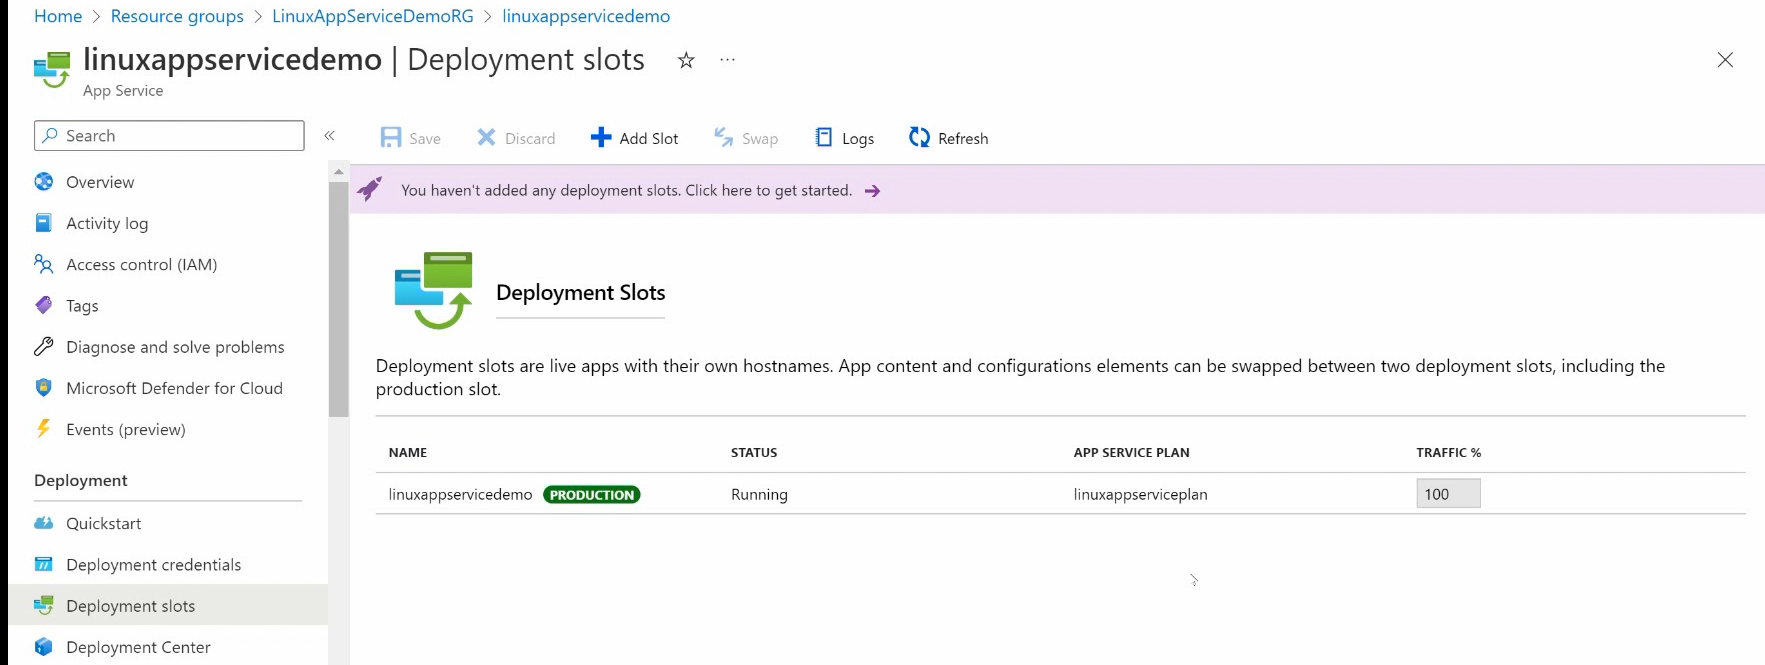 Home > Resource groups > LinuxAppServiceDemoRG > linuxappservicedemo
linuxappservicedemo | Deployment slots ...
App Service
Search
«
Save Discard Add Slot Swap Logs Refresh
You haven't added any deployment slots. Click here to get started. →
Overview
Activity log
Access control (IAM)
Tags
Diagnose and solve problems
Microsoft Defender for Cloud
Events (preview)
Deployment
Quickstart
Deployment credentials
Deployment slots
Deployment Center
Deployment Slots
Deployment slots are live apps with their own hostnames. App content and configurations elements can be swapped between two deployment slots, including the
production slot.
NAME STATUS APP SERVICE PLAN TRAFFIC %
linuxappservicedemo PRODUCTION Running linuxappserviceplan 100